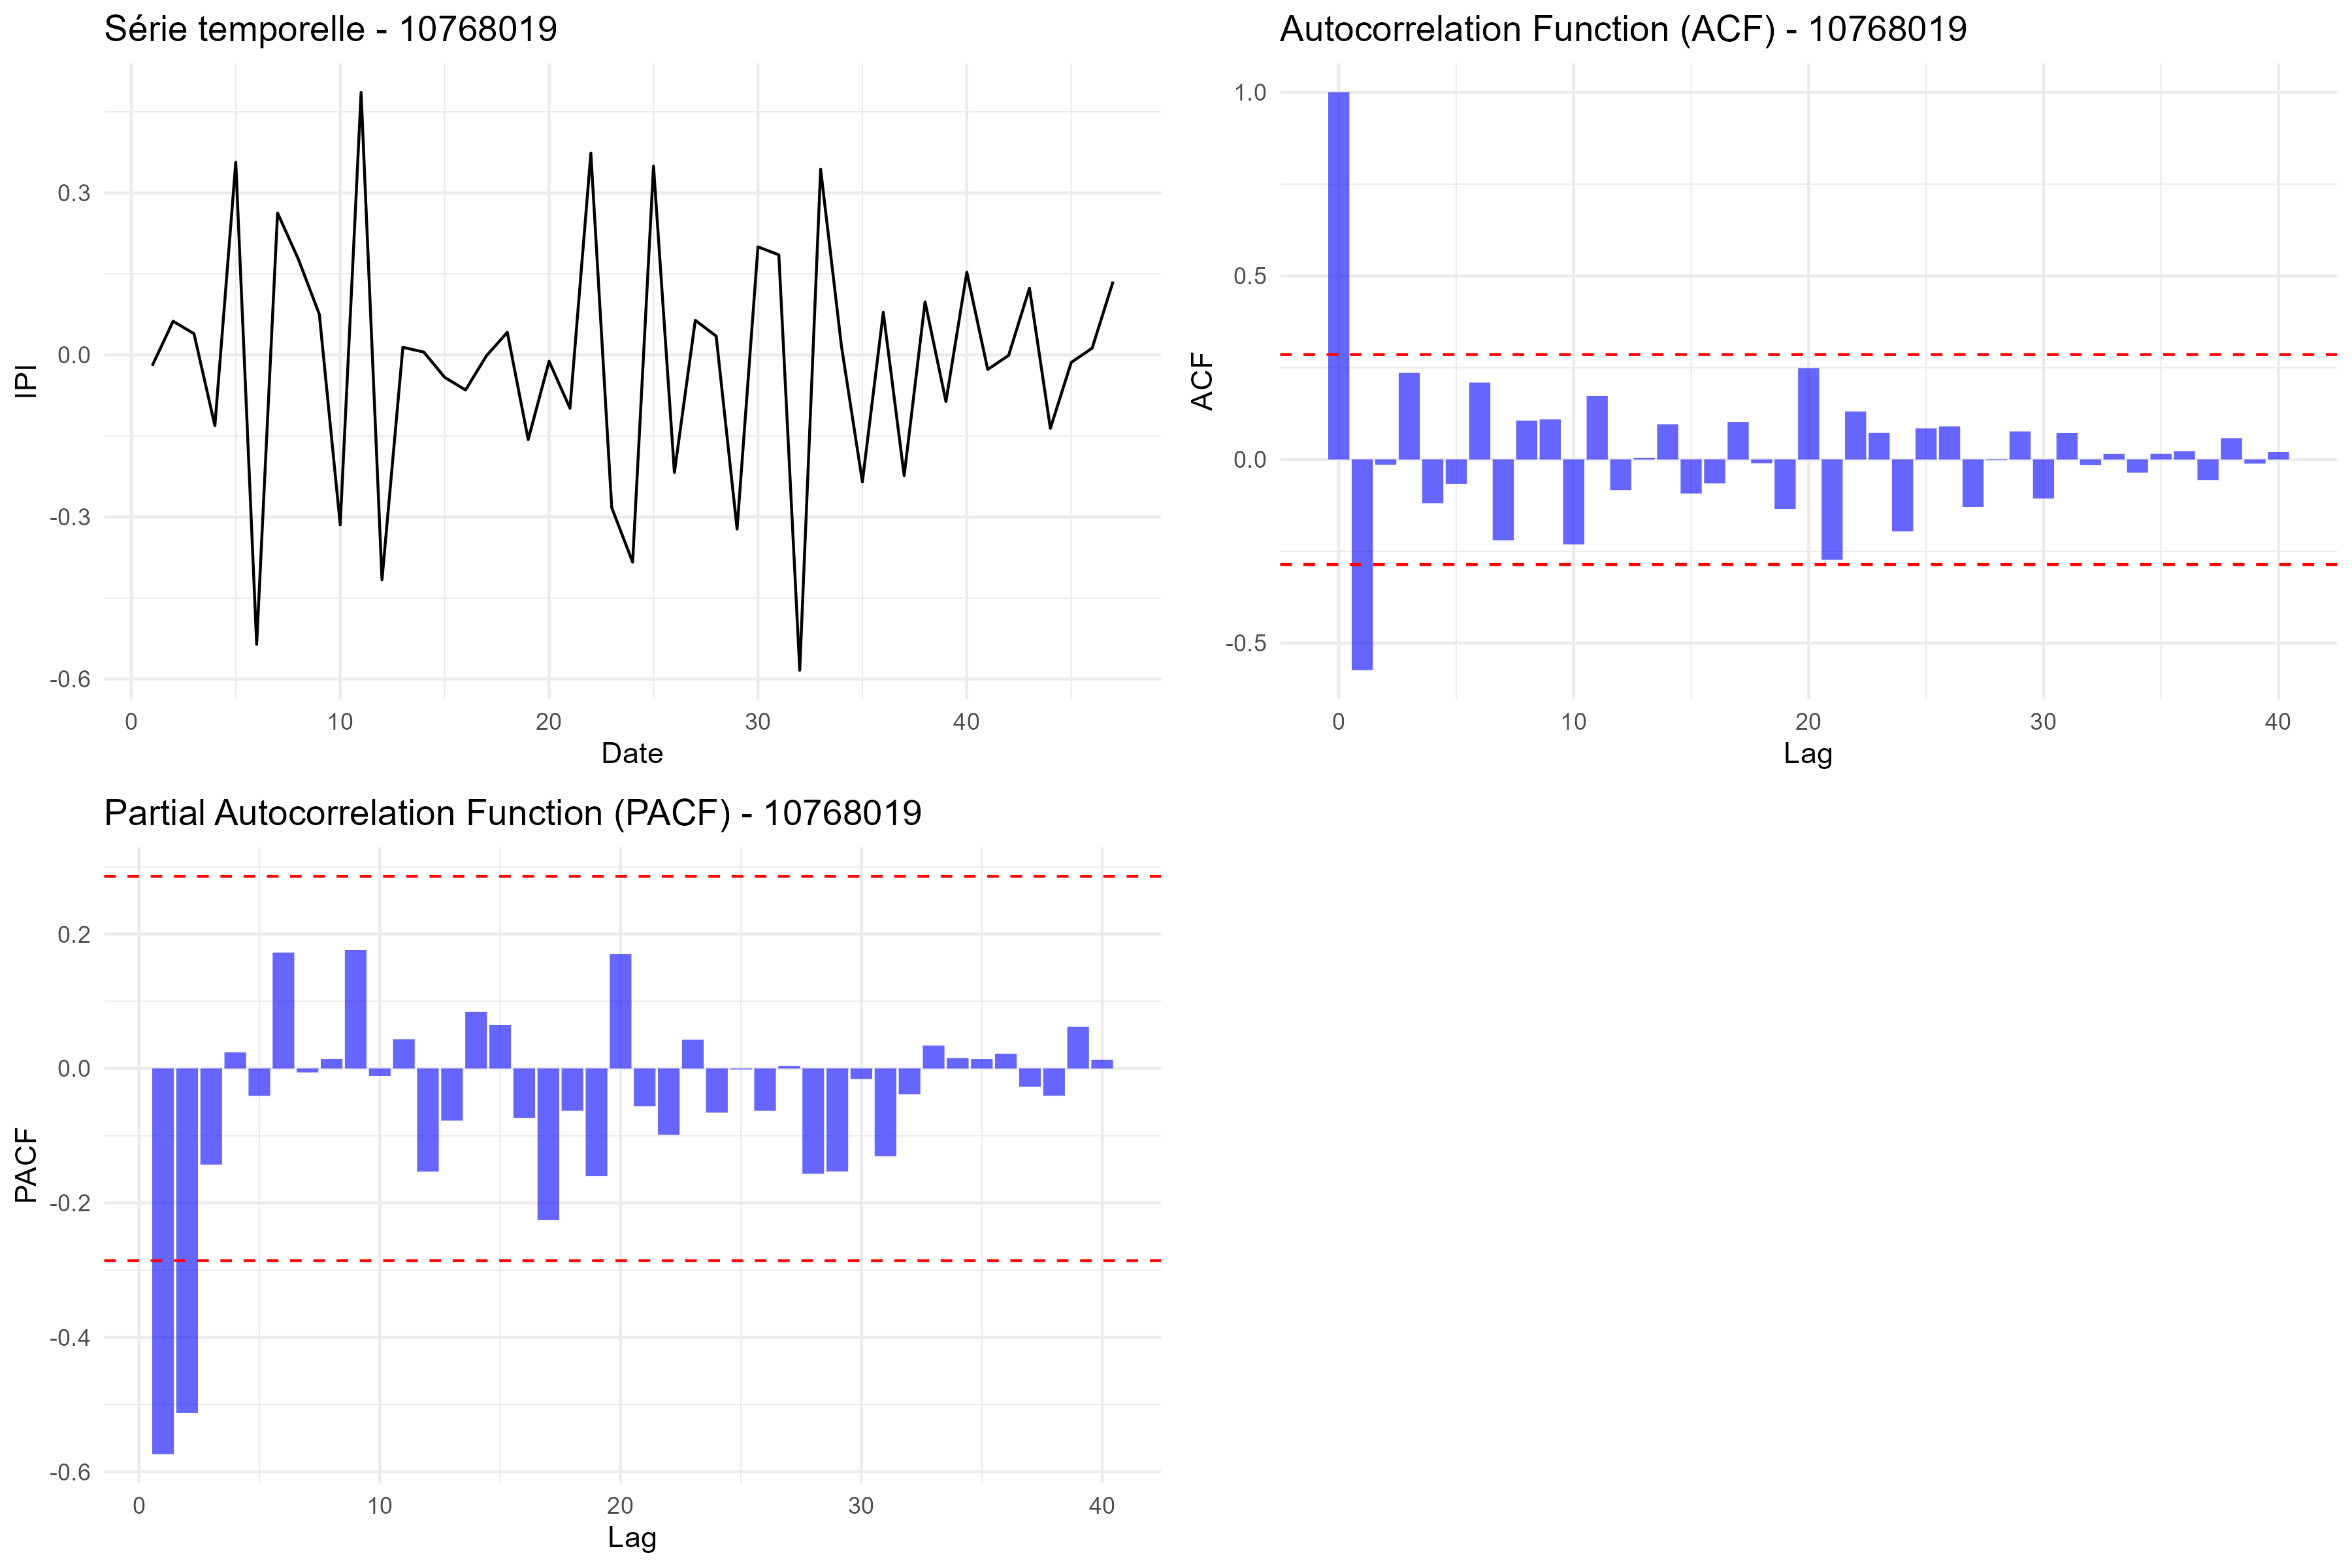 Série temporelle - 10768019
IPI
0.3
0.0
-0.3
-0.6
0 10 20 30 40
Date
Autocorrelation Function (ACF) - 10768019
ACF
1.0
0.5
0.0
-0.5
0 10 20 30 40
Lag
Partial Autocorrelation Function (PACF) - 10768019
PACF
0.2
0.0
-0.2
-0.4
-0.6
0 10 20 30 40
Lag